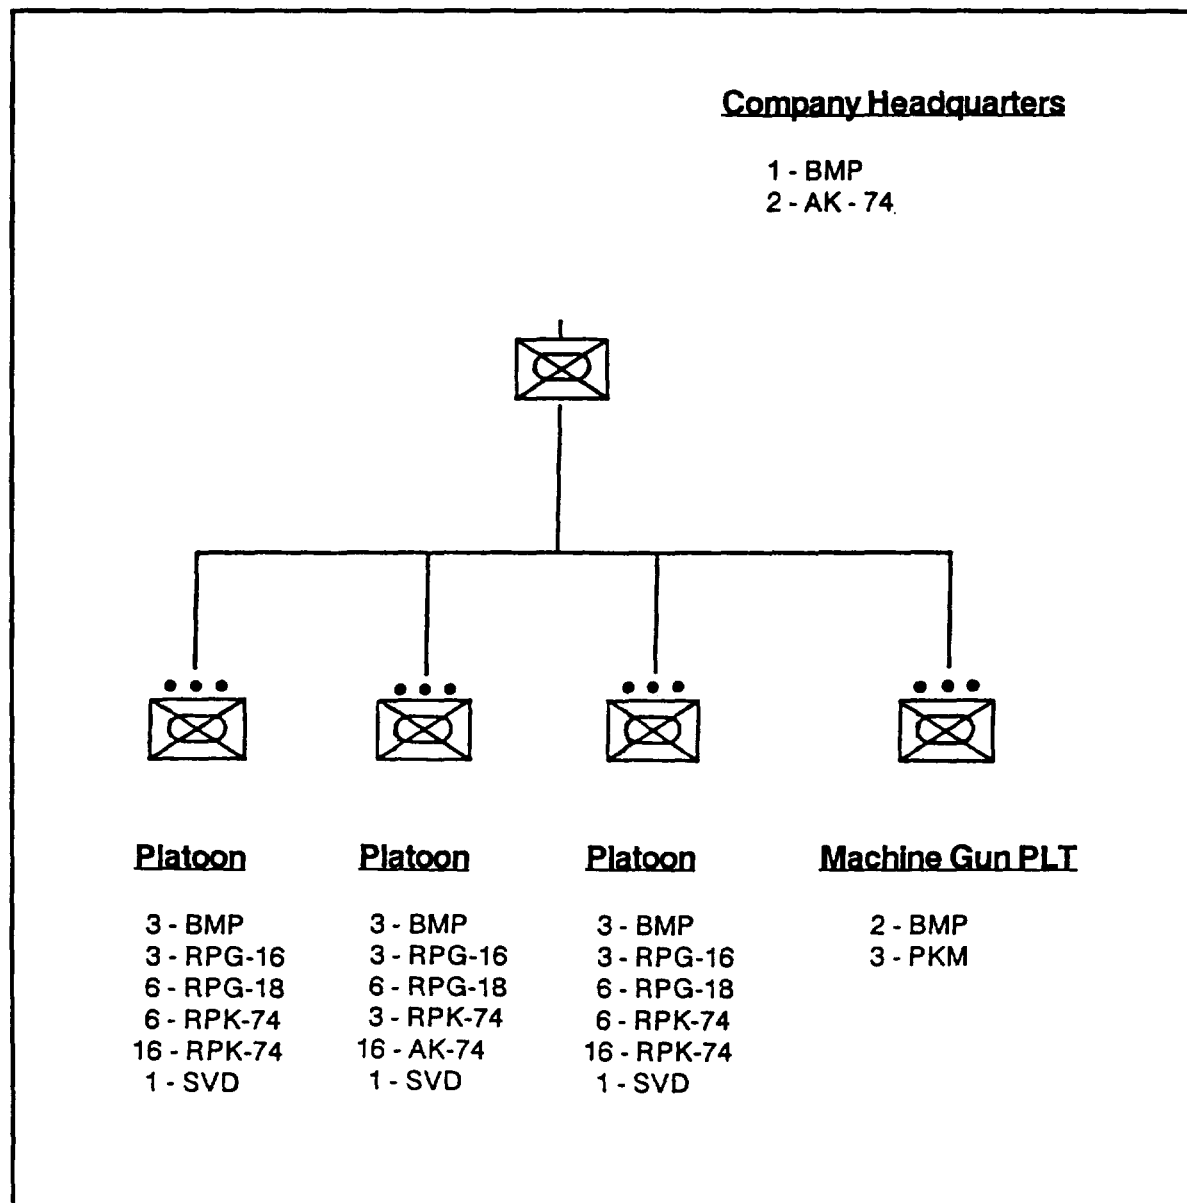 Company Headquarters
1 - BMP
2 - AK - 74
Platoon
3 - BMP
3 - RPG-16
6 - RPG-18
6 - RPK-74
16 - RPK-74
1 - SVD
Platoon
3 - BMP
3 - RPG-16
6 - RPG-18
3 - RPK-74
16 - AK-74
1 - SVD
Platoon
3 - BMP
3 - RPG-16
6 - RPG-18
6 - RPK-74
16 - RPK-74
1 - SVD
Machine Gun PLT
2 - BMP
3 - PKM